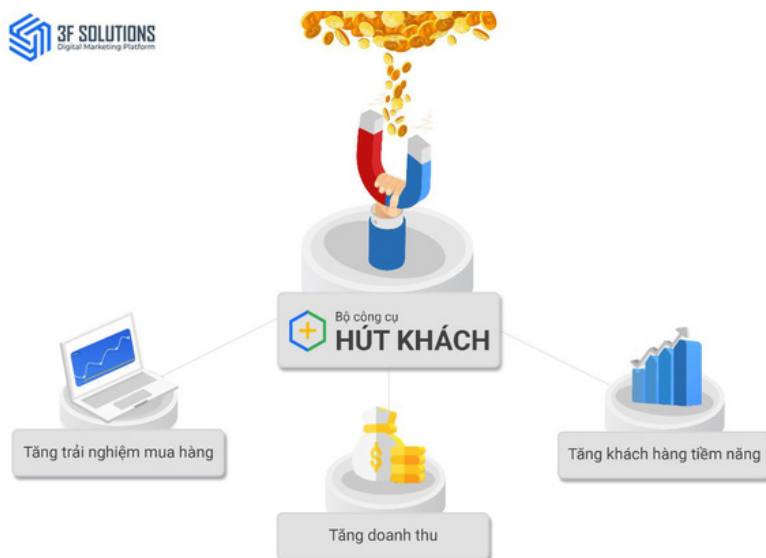 3F SOLUTIONS
Digital Marketing Platform
Bộ công cụ
HÚT KHÁCH
Tăng trải nghiệm mua hàng
$
Tăng khách hàng tiềm năng
Tăng doanh thu